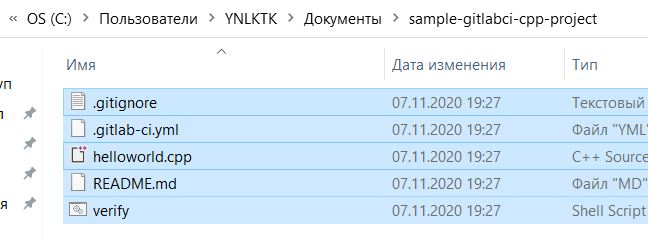 « OS (C:) › Пользователи › YNLKTK › Документы › sample-gitlabci-cpp-project
Имя Дата изменения Тип
.gitignore 07.11.2020 19:27 Текстовый
.gitlab-ci.yml 07.11.2020 19:27 Файл "YML"
helloworld.cpp 07.11.2020 19:27 C++ Source
README.md 07.11.2020 19:27 Файл "MD"
verify 07.11.2020 19:27 Shell Script